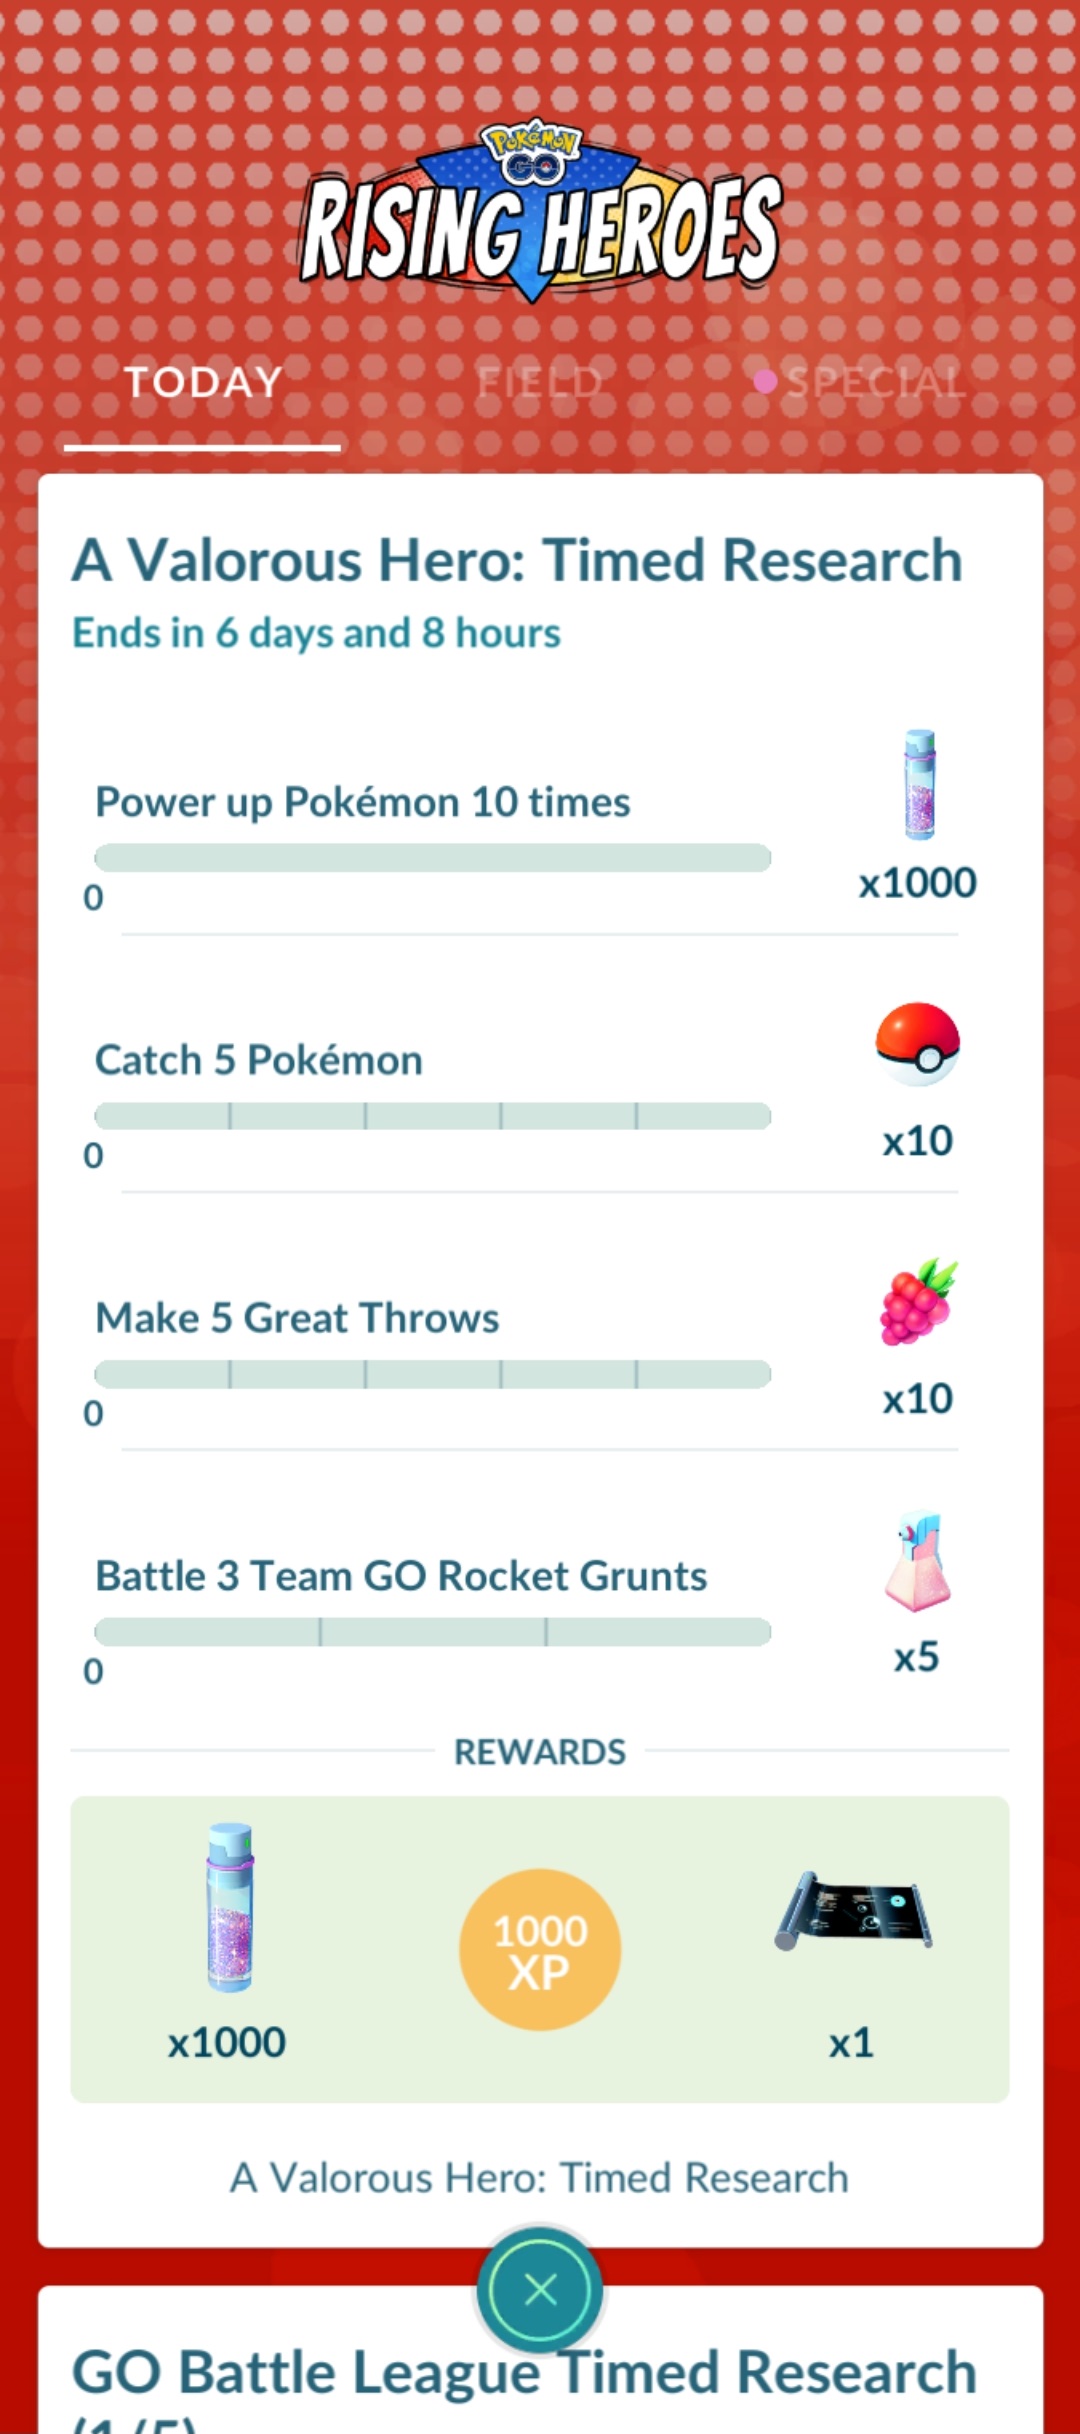 Pokémon
GO
RISING HEROES
TODAY
FIELD
SPECIAL
A Valorous Hero: Timed Research
Ends in 6 days and 8 hours
Power up Pokémon 10 times
0
x1000
Catch 5 Pokémon
0
x10
Make 5 Great Throws
0
x10
Battle 3 Team GO Rocket Grunts
0
x5
REWARDS
1000
XP
x1000
x1
A Valorous Hero: Timed Research
GO Battle League Timed Research
(1/5)